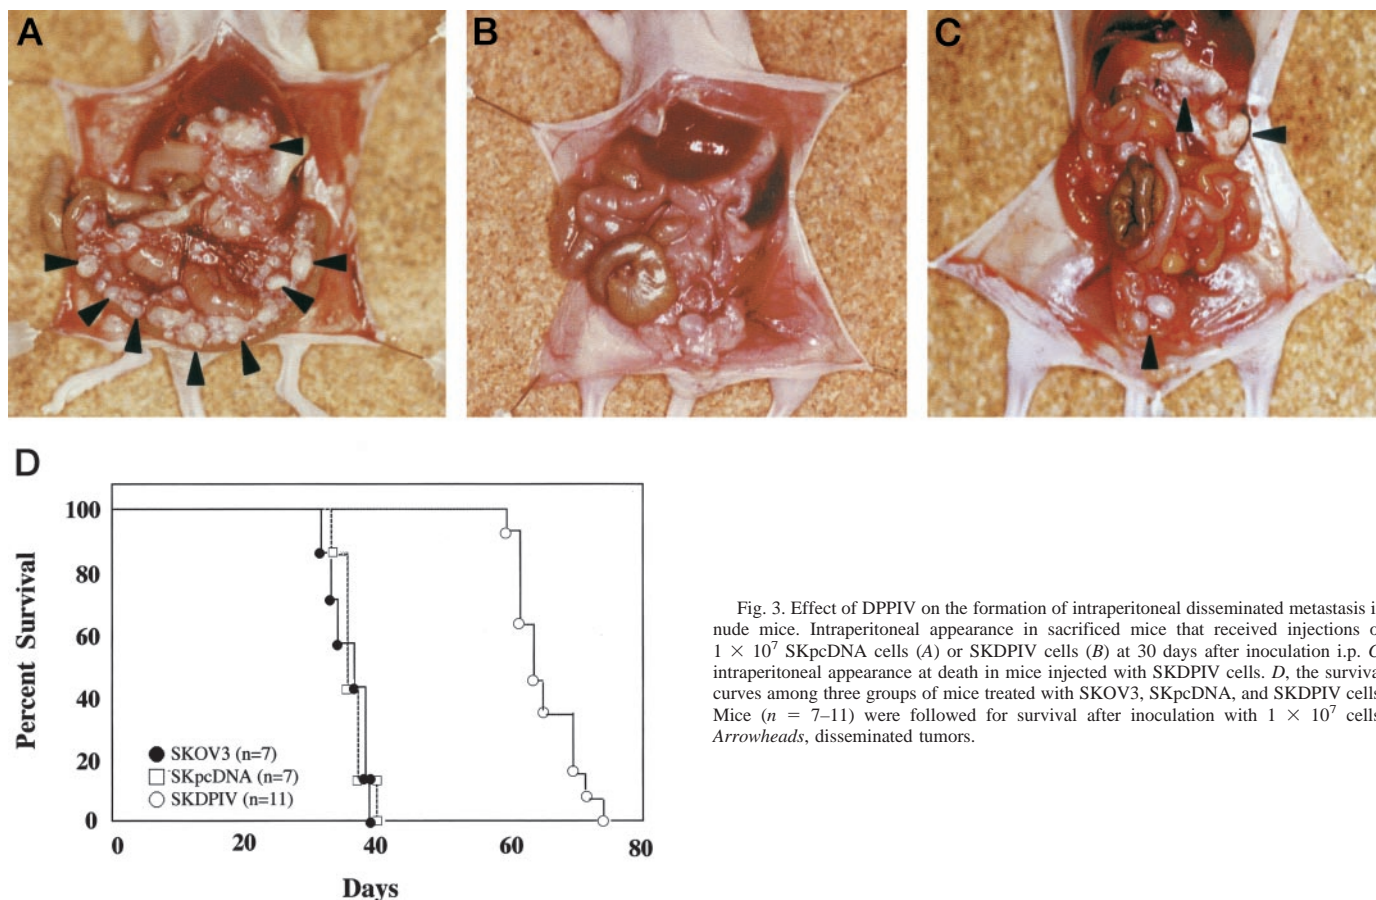 A
B
C
D
100
80
60
40
20
0
Percent Survival
SKOV3 (n=7)
SKpcDNA (n=7)
SKDPIV (n=11)
0 20 40 60 80
Days
Fig. 3. Effect of DPPIV on the formation of intraperitoneal disseminated metastasis i
nude mice. Intraperitoneal appearance in sacrificed mice that received injections o
1 × 10⁷ SKpcDNA cells (A) or SKDPIV cells (B) at 30 days after inoculation i.p. C
intraperitoneal appearance at death in mice injected with SKDPIV cells. D, the surviva
curves among three groups of mice treated with SKOV3, SKpcDNA, and SKDPIV cells
Mice (n = 7–11) were followed for survival after inoculation with 1 × 10⁷ cells
Arrowheads, disseminated tumors.